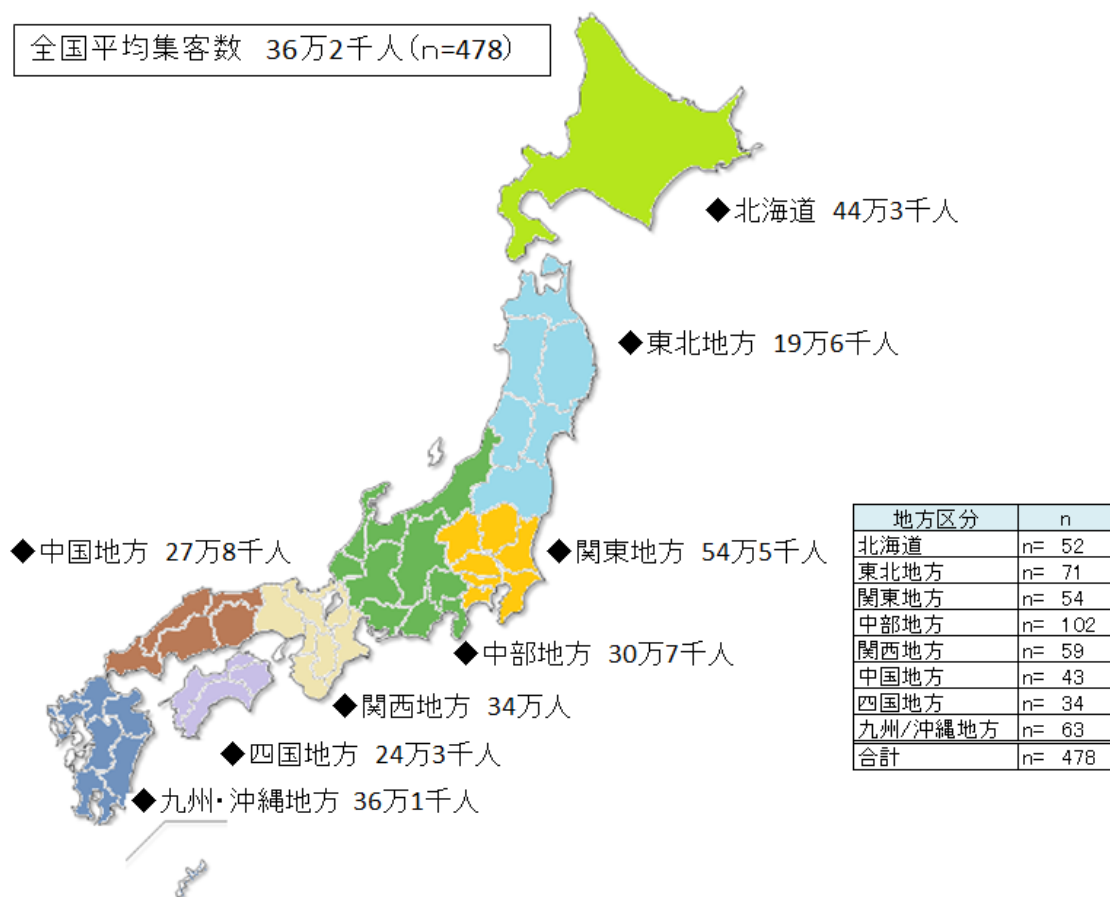 全国平均集客数 36万2千人(n=478)
◆北海道 44万3千人
◆東北地方 19万6千人
◆中国地方 27万8千人
◆関東地方 54万5千人
◆中部地方 30万7千人
◆関西地方 34万人
◆四国地方 24万3千人
◆九州・沖縄地方 36万1千人
地方区分 n
北海道 n= 52
東北地方 n= 71
関東地方 n= 54
中部地方 n= 102
関西地方 n= 59
中国地方 n= 43
四国地方 n= 34
九州/沖縄地方 n= 63
合計 n= 478